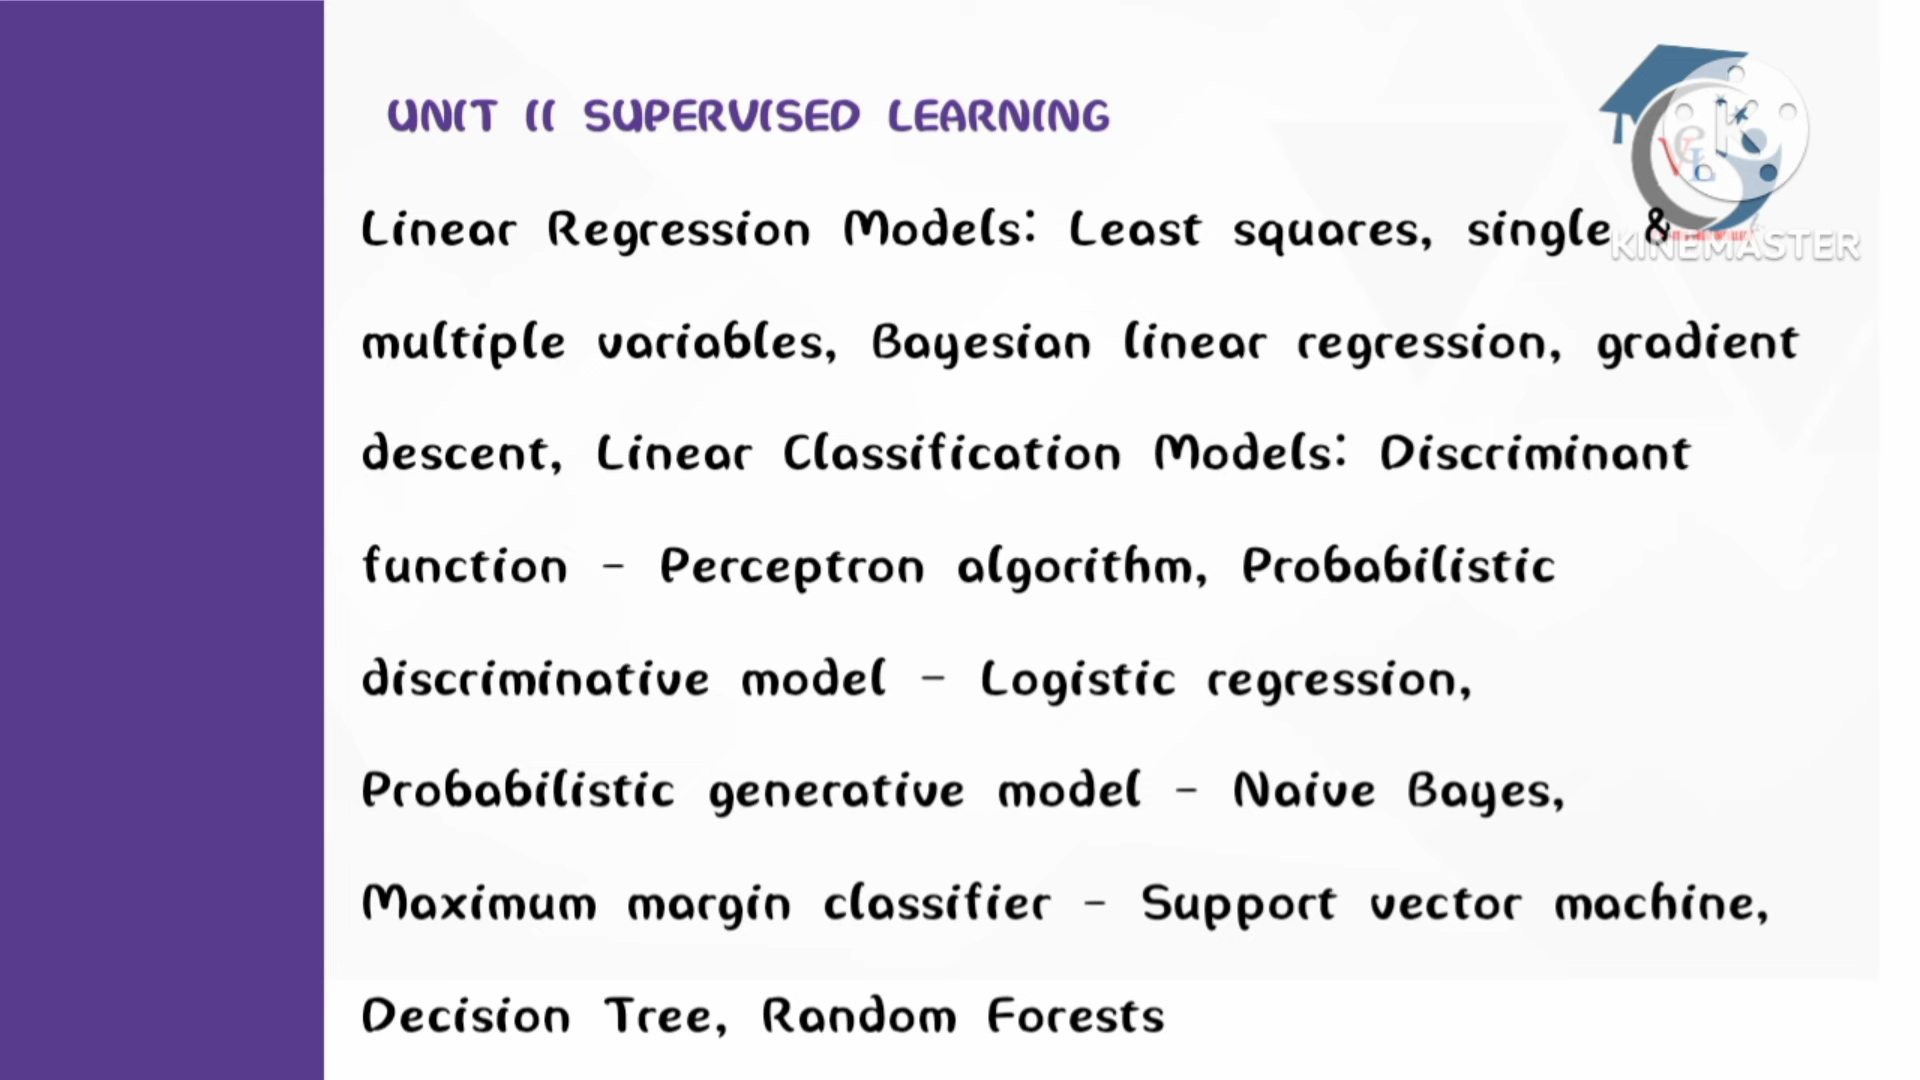 UNIT II SUPERVISED LEARNING
Linear Regression Models: Least squares, single &
multiple variables, Bayesian linear regression, gradient
descent, Linear Classification Models: Discriminant
function – Perceptron algorithm, Probabilistic
discriminative model – Logistic regression,
Probabilistic generative model – Naive Bayes,
Maximum margin classifier – Support vector machine,
Decision Tree, Random Forests
KINEMASTER